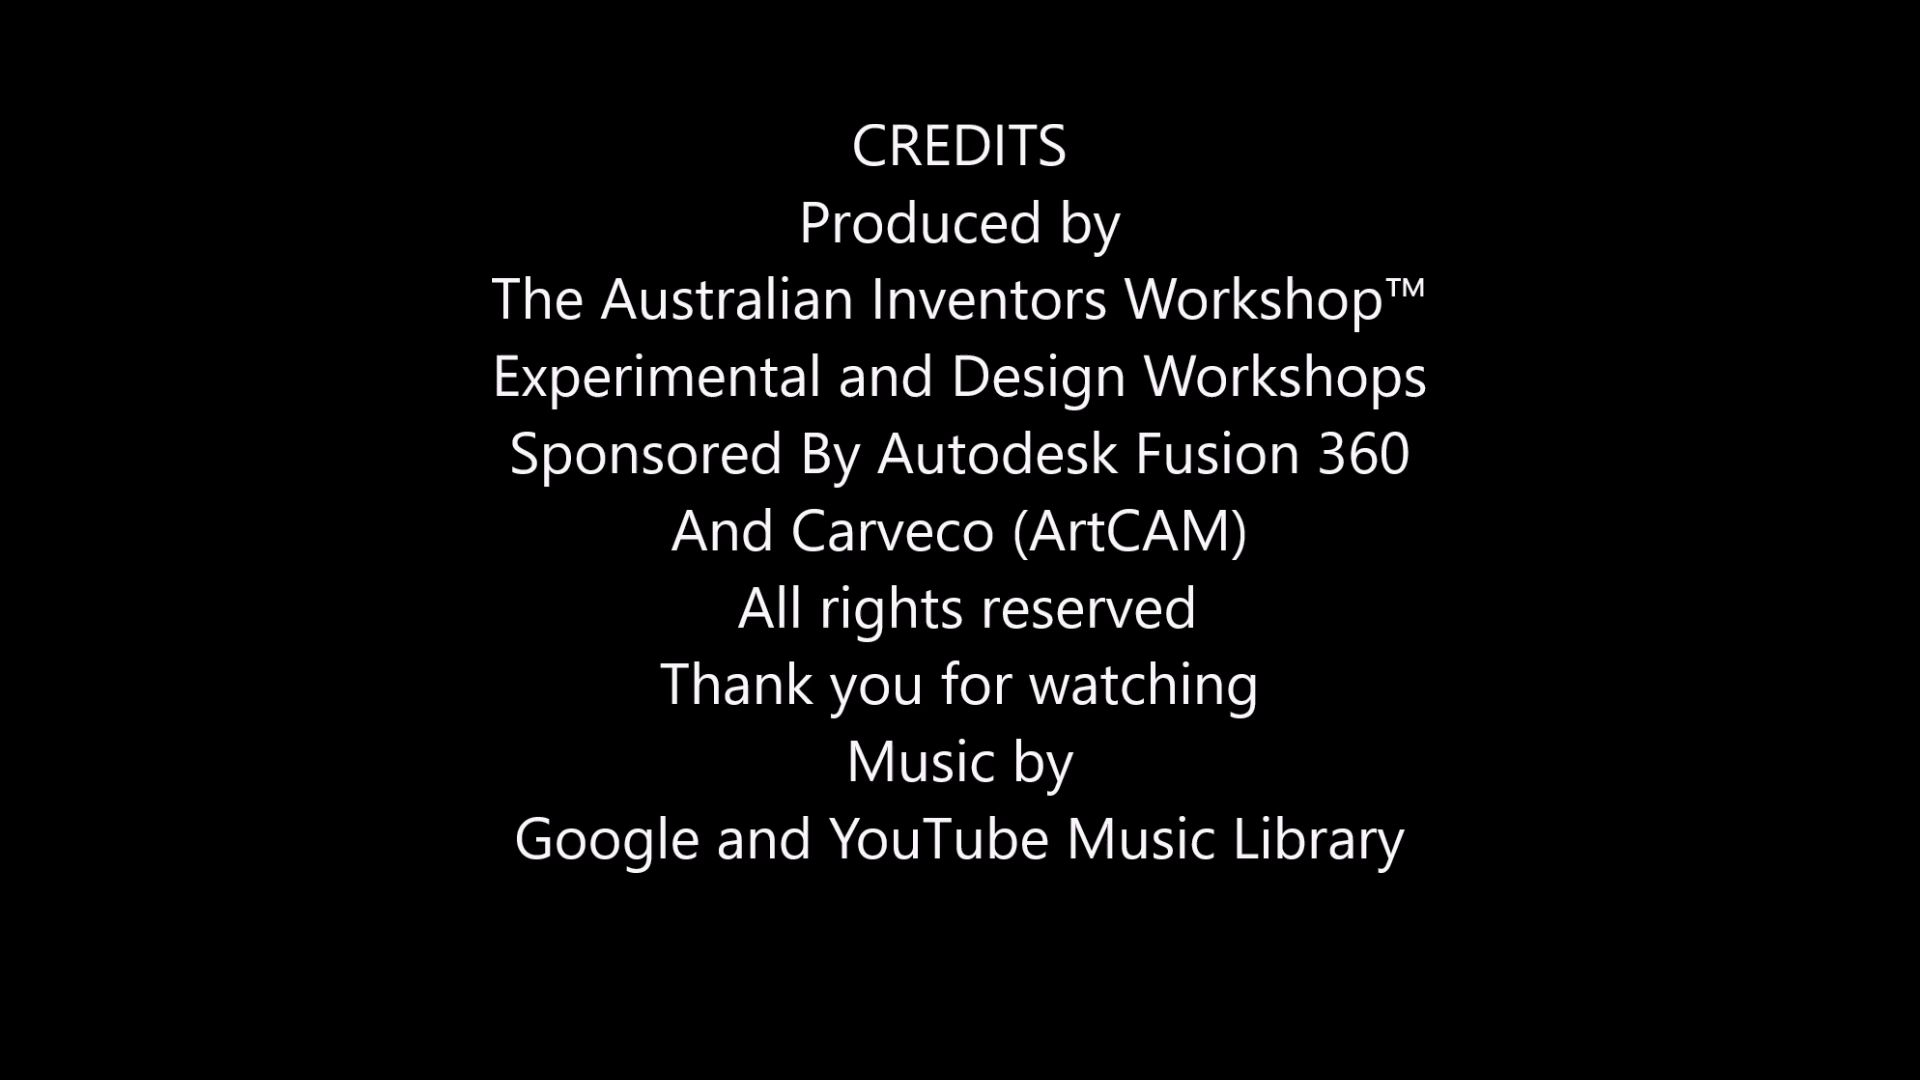 CREDITS
Produced by
The Australian Inventors Workshop™
Experimental and Design Workshops
Sponsored By Autodesk Fusion 360
And Carveco (ArtCAM)
All rights reserved
Thank you for watching
Music by
Google and YouTube Music Library